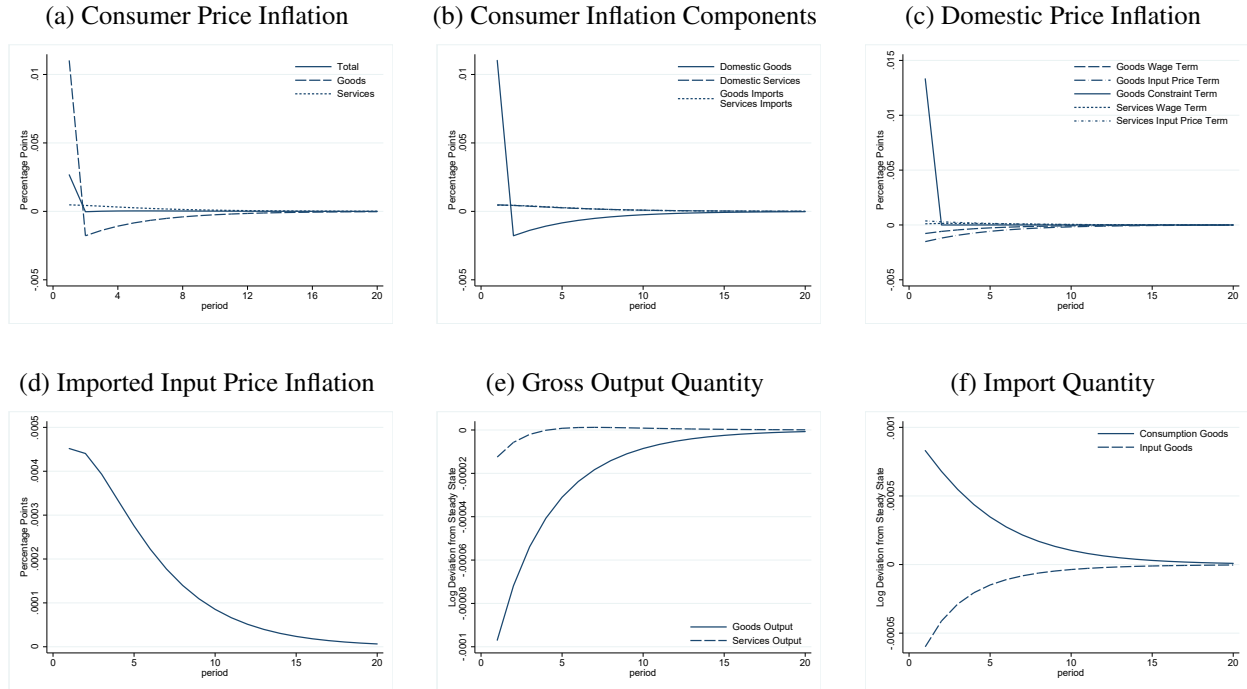 (a) Consumer Price Inflation
Percentage Points
.01
.005
0
-.005
0 4 8 12 16 20
period
Total
Goods
Services
(b) Consumer Inflation Components
Percentage Points
.01
.005
0
-.005
0 5 10 15 20
period
Domestic Goods
Domestic Services
Goods Imports
Services Imports
(c) Domestic Price Inflation
Percentage Points
.015
.01
.005
0
-.005
0 5 10 15 20
period
Goods Wage Term
Goods Input Price Term
Goods Constraint Term
Services Wage Term
Services Input Price Term
(d) Imported Input Price Inflation
Percentage Points
.0005
.0004
.0003
.0002
.0001
0
0 5 10 15 20
period
(e) Gross Output Quantity
Log Deviation from Steady State
0
-.00002
-.00004
-.00006
-.00008
-.0001
0 5 10 15 20
period
Goods Output
Services Output
(f) Import Quantity
Log Deviation from Steady State
.0001
.00005
0
-.00005
0 5 10 15 20
period
Consumption Goods
Input Goods